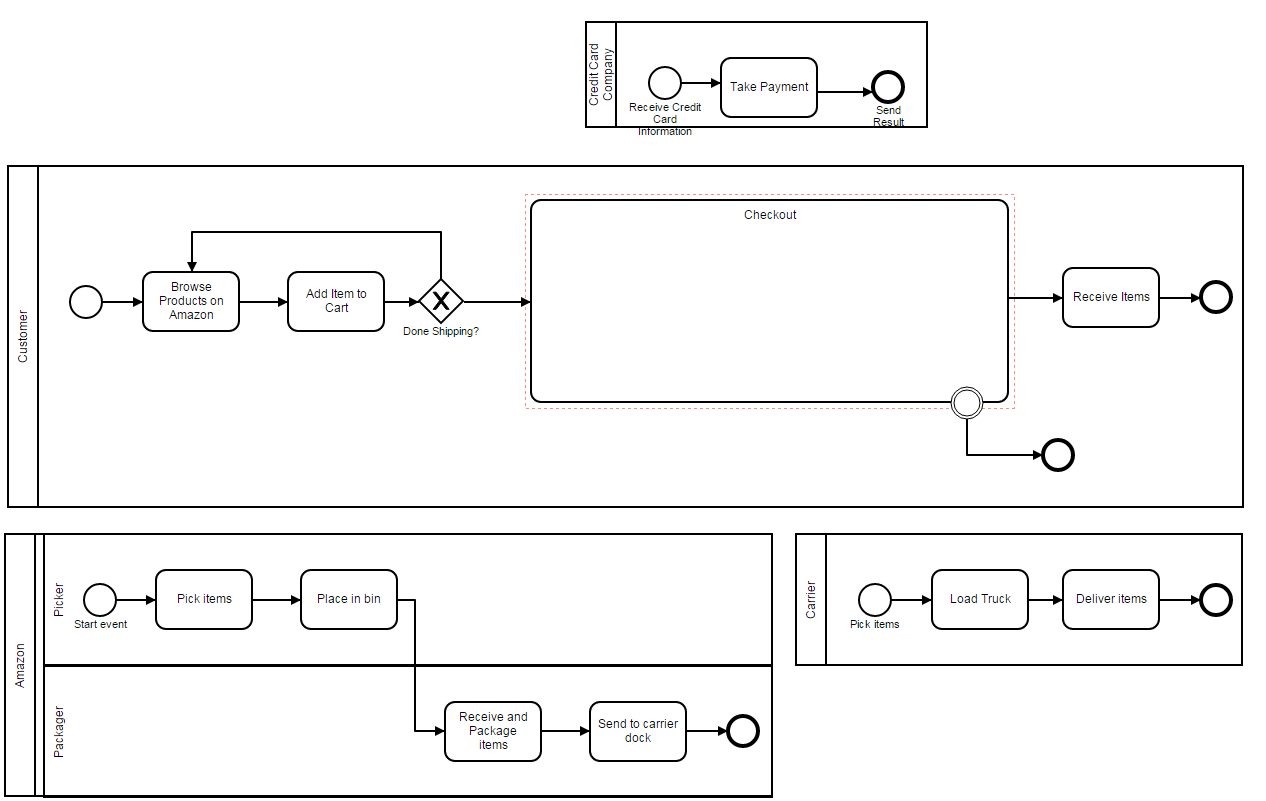 Credit Card
Company
Take Payment
Receive Credit
Card
Information
Send
Result
Customer
Checkout
Browse
Products on
Amazon
Add Item to
Cart
Done Shipping?
Receive Items
Amazon
Picker
Start event
Pick items
Place in bin
Packager
Receive and
Package
items
Send to carrier
dock
Carrier
Pick items
Load Truck
Deliver items